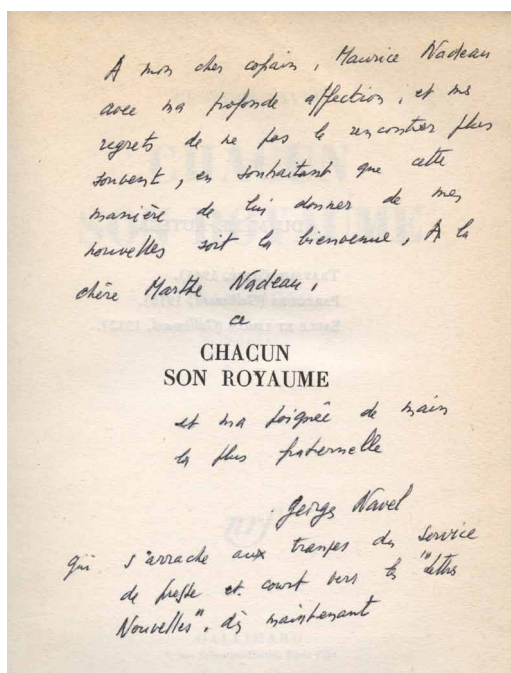 A mon cher copain, Maurice Nadeau
avec ma profonde affection, et mes
regrets de ne pas le rencontrer plus
souvent, en souhaitant que cette
manière de lui donner de mes
nouvelles soit la bienvenue, A la
chère Marthe Nadeau,
ce
CHACUN
SON ROYAUME
et ma poignée de main
la plus fraternelle
Georges Navel
qui s'arrache aux transes du service
de presse et court vers les "Lettres
Nouvelles", dès maintenant